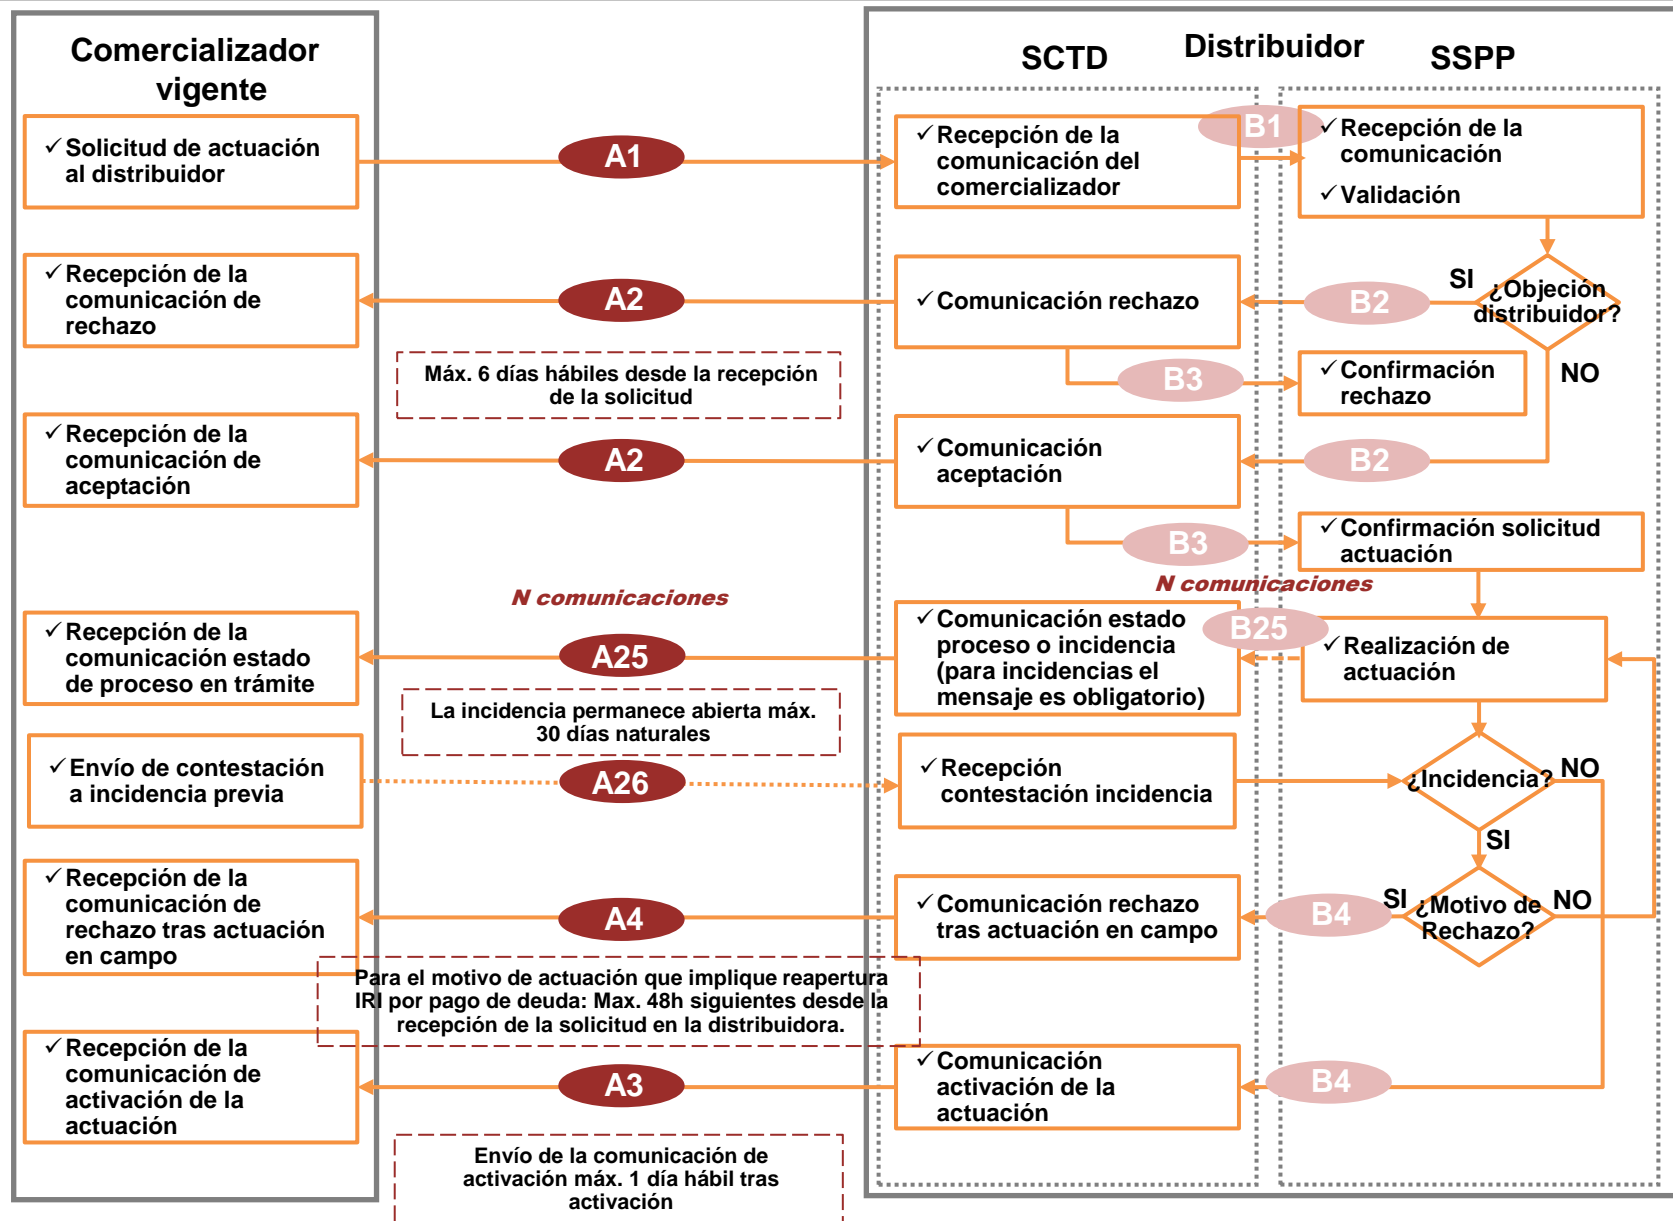 Comercializador
vigente
Distribuidor
SCTD
SSPP
✓ Solicitud de actuación
al distribuidor
A1
✓ Recepción de la
comunicación del
comercializador
B1
✓ Recepción de la
comunicación
✓ Validación
✓ Recepción de la
comunicación de
rechazo
A2
✓ Comunicación rechazo
B2
SI
¿Objeción
distribuidor?
NO
Máx. 6 días hábiles desde la recepción
de la solicitud
B3
✓ Confirmación
rechazo
✓ Recepción de la
comunicación de
aceptación
A2
✓ Comunicación
aceptación
B2
B3
✓ Confirmación solicitud
actuación
N comunicaciones
N comunicaciones
✓ Recepción de la
comunicación estado
de proceso en trámite
A25
✓ Comunicación estado
proceso o incidencia
(para incidencias el
mensaje es obligatorio)
B25
✓ Realización de
actuación
La incidencia permanece abierta máx.
30 días naturales
✓ Envío de contestación
a incidencia previa
A26
✓ Recepción
contestación incidencia
¿Incidencia?
NO
SI
✓ Recepción de la
comunicación de
rechazo tras actuación
en campo
A4
✓ Comunicación rechazo
tras actuación en campo
B4
SI
¿Motivo de
Rechazo?
NO
Para el motivo de actuación que implique reapertura
IRI por pago de deuda: Max. 48h siguientes desde la
recepción de la solicitud en la distribuidora.
✓ Recepción de la
comunicación de
activación de la
actuación
A3
✓ Comunicación
activación de la
actuación
B4
Envío de la comunicación de
activación máx. 1 día hábil tras
activación